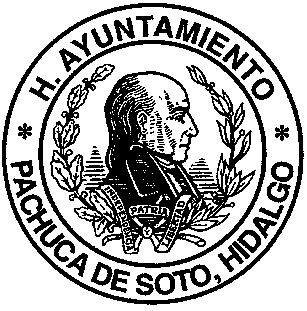 H. AYUNTAMIENTO
PACHUCA DE SOTO, HIDALGO
PATRIA